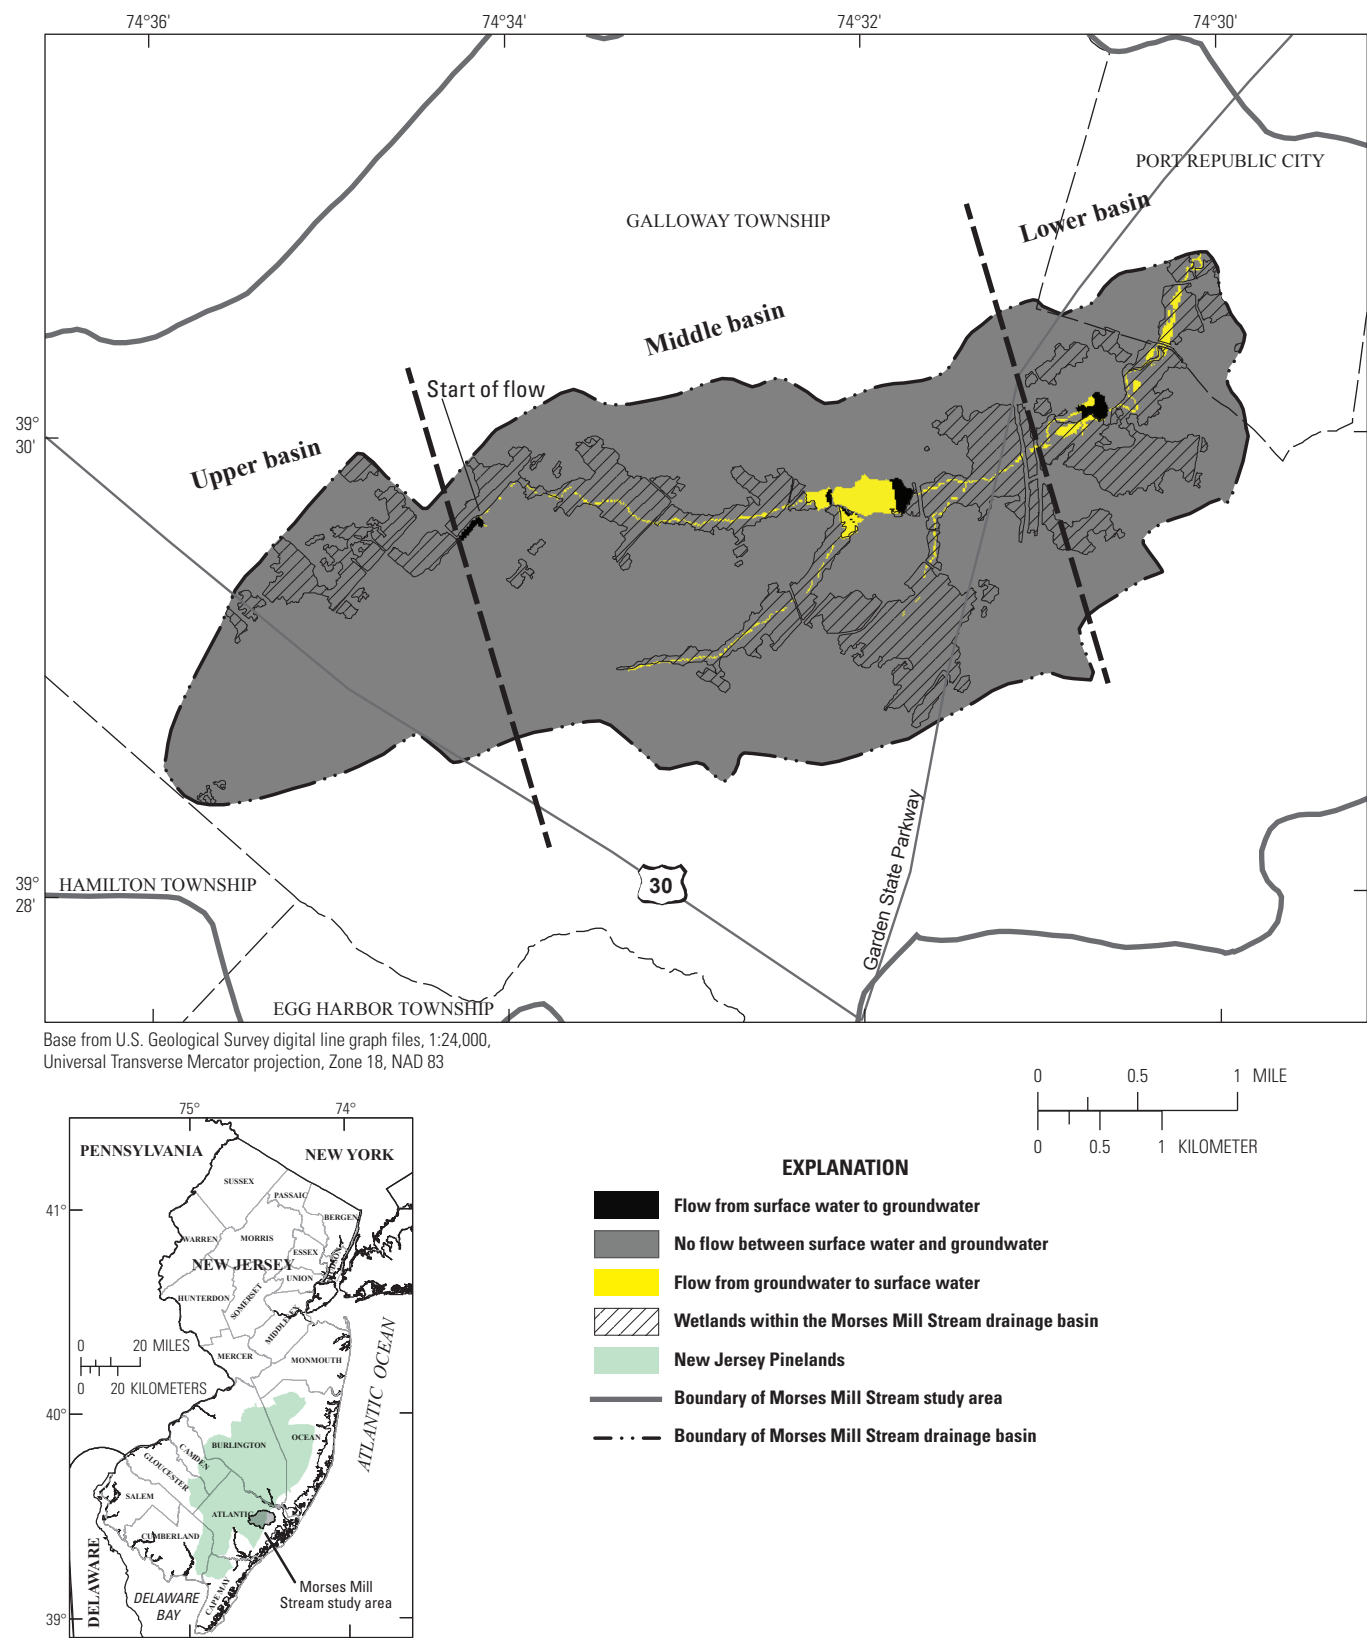 74°36'
74°34'
74°32'
74°30'
PORT REPUBLIC CITY
GALLOWAY TOWNSHIP
Lower basin
Middle basin
Start of flow
39°
30'
Upper basin
Garden State Parkway
30
39°
28'
HAMILTON TOWNSHIP
EGG HARBOR TOWNSHIP
Base from U.S. Geological Survey digital line graph files, 1:24,000,
Universal Transverse Mercator projection, Zone 18, NAD 83
0 0.5 1 MILE
0 0.5 1 KILOMETER
75°
74°
PENNSYLVANIA
NEW YORK
SUSSEX
PASSAIC
41°
BERGEN
WARREN
MORRIS
ESSEX
HUDSON
NEW JERSEY
UNION
HUNTERDON
SOMERSET
MIDDLESEX
0 20 MILES
MERCER
MONMOUTH
0 20 KILOMETERS
ATLANTIC OCEAN
40°
OCEAN
BURLINGTON
CAMDEN
GLOUCESTER
SALEM
ATLANTIC
CUMBERLAND
DELAWARE
Morses Mill
Stream study area
DELAWARE
BAY
CAPE MAY
39°
EXPLANATION
Flow from surface water to groundwater
No flow between surface water and groundwater
Flow from groundwater to surface water
Wetlands within the Morses Mill Stream drainage basin
New Jersey Pinelands
Boundary of Morses Mill Stream study area
Boundary of Morses Mill Stream drainage basin